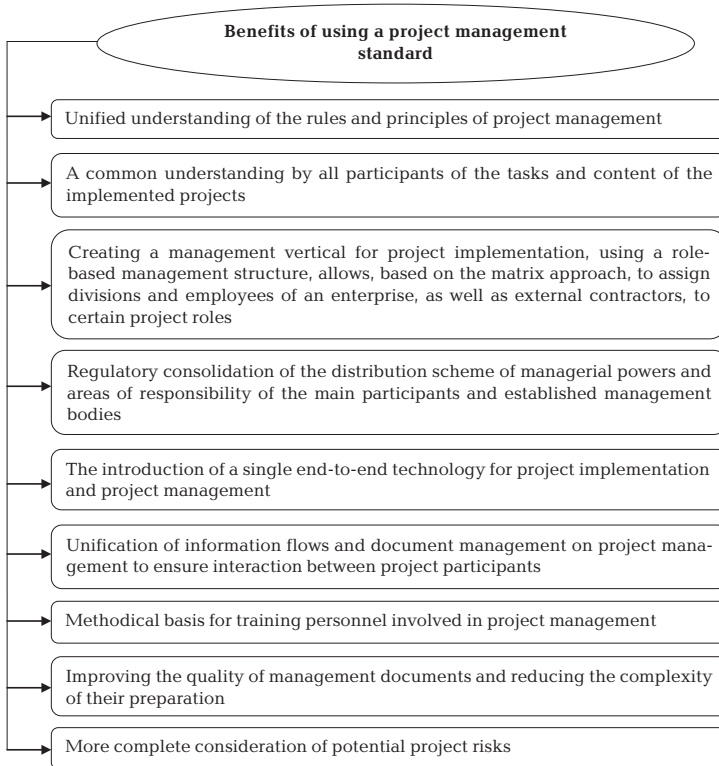 Benefits of using a project management
standard
Unified understanding of the rules and principles of project management
A common understanding by all participants of the tasks and content of the
implemented projects
Creating a management vertical for project implementation, using a role-
based management structure, allows, based on the matrix approach, to assign
divisions and employees of an enterprise, as well as external contractors, to
certain project roles
Regulatory consolidation of the distribution scheme of managerial powers and
areas of responsibility of the main participants and established management
bodies
The introduction of a single end-to-end technology for project implementation
and project management
Unification of information flows and document management on project mana-
gement to ensure interaction between project participants
Methodical basis for training personnel involved in project management
Improving the quality of management documents and reducing the complexity
of their preparation
More complete consideration of potential project risks